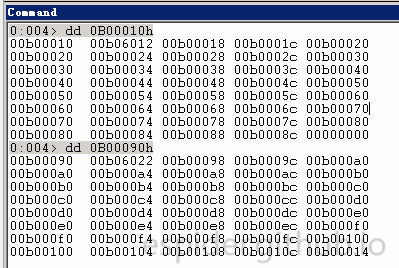 Command
0:004> dd 0B00010h
00b00010  00b06012 00b00018 00b0001c 00b00020
00b00020  00b00024 00b00028 00b0002c 00b00030
00b00030  00b00034 00b00038 00b0003c 00b00040
00b00040  00b00044 00b00048 00b0004c 00b00050
00b00050  00b00054 00b00058 00b0005c 00b00060
00b00060  00b00064 00b00068 00b0006c 00b00070
00b00070  00b00074 00b00078 00b0007c 00b00080
00b00080  00b00084 00b00088 00b0008c 00000000
0:004> dd 0B00090h
00b00090  00b06022 00b00098 00b0009c 00b000a0
00b000a0  00b000a4 00b000a8 00b000ac 00b000b0
00b000b0  00b000b4 00b000b8 00b000bc 00b000c0
00b000c0  00b000c4 00b000c8 00b000cc 00b000d0
00b000d0  00b000d4 00b000d8 00b000dc 00b000e0
00b000e0  00b000e4 00b000e8 00b000ec 00b000f0
00b000f0  00b000f4 00b000f8 00b000fc 00b00100
00b00100  00b00104 00b00108 00b0010c 00b00014